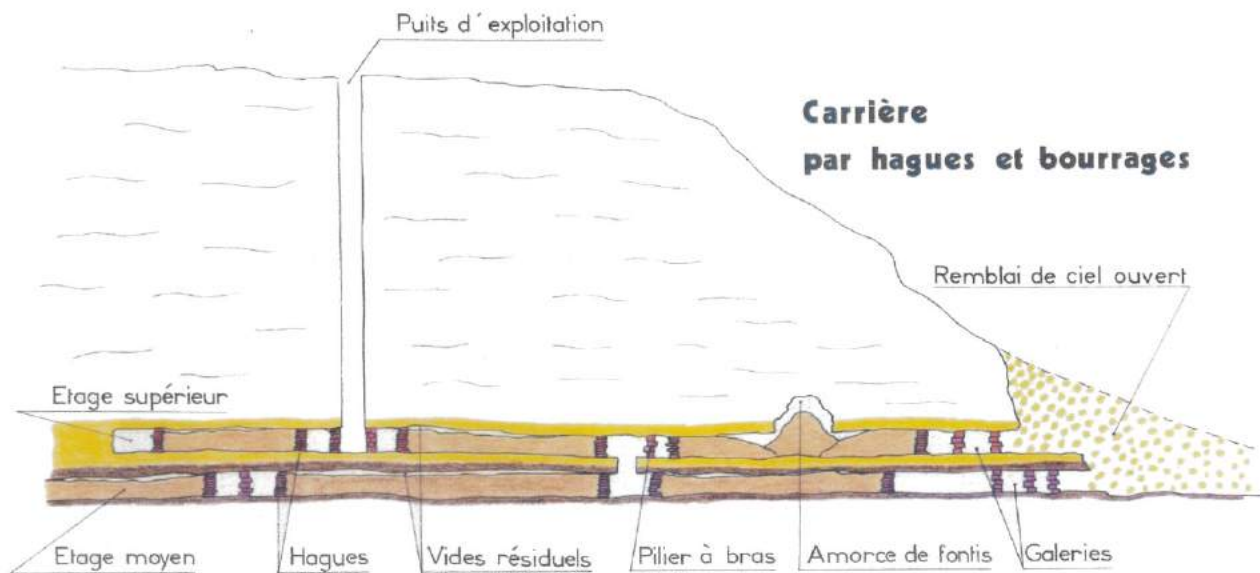 Puits d'exploitation
Carrière
par hagues et bourrages
Remblai de ciel ouvert
Etage supérieur
Etage moyen
Hagues
Vides résiduels
Pilier à bras
Amorce de fontis
Galeries